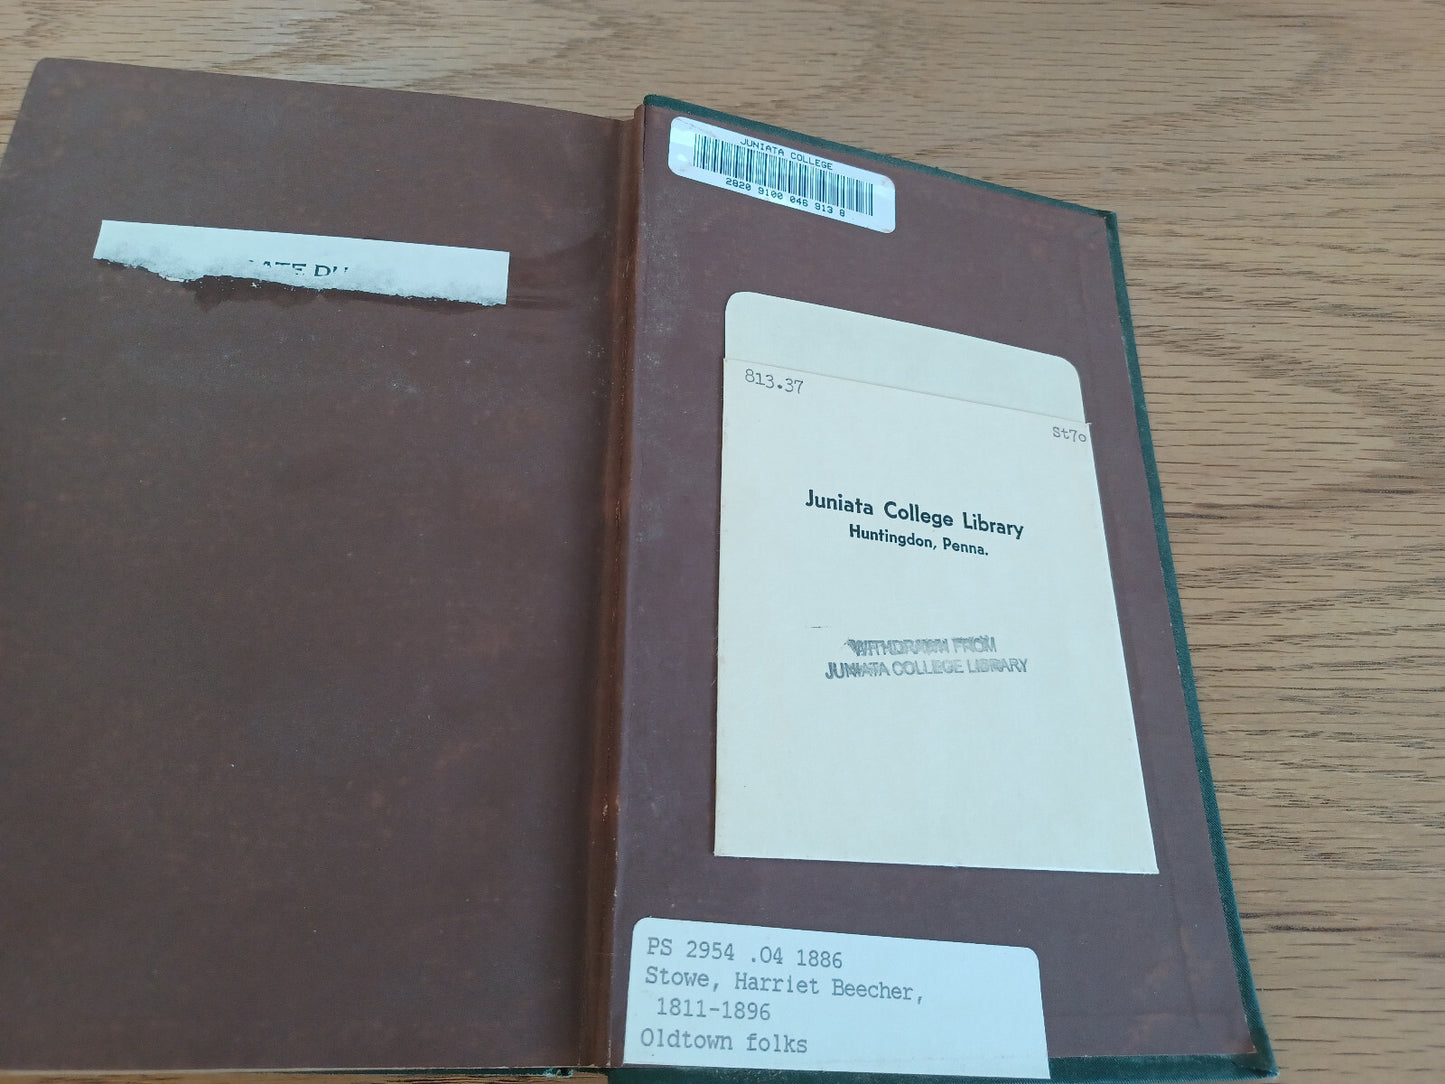 JUNIATA COLLEGE
2820 9100 046 913 8
813.37
St7o
Juniata College Library
Huntingdon, Penna.
WITHDRAWN FROM
JUNIATA COLLEGE LIBRARY
PS 2954 .O4 1886
Stowe, Harriet Beecher,
1811-1896
Oldtown folks